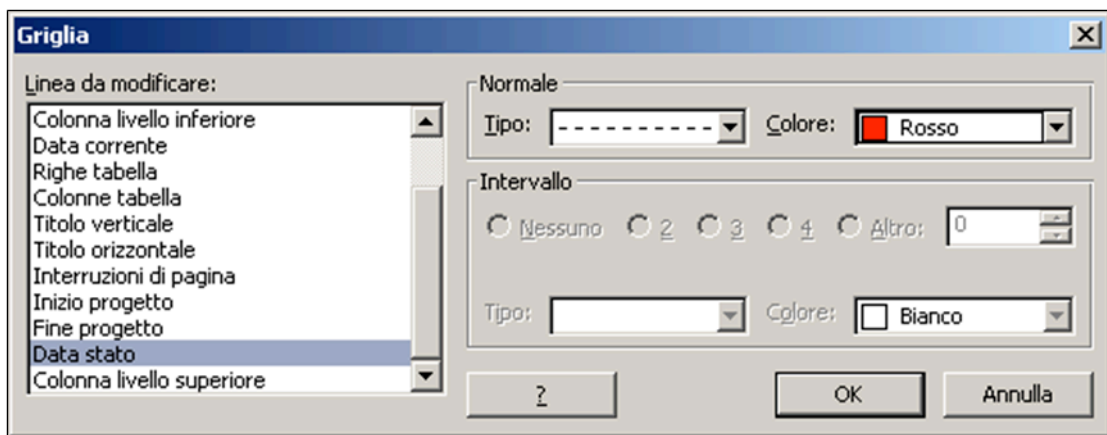 Griglia
Linea da modificare:
Colonna livello inferiore
Data corrente
Righe tabella
Colonne tabella
Titolo verticale
Titolo orizzontale
Interruzioni di pagina
Inizio progetto
Fine progetto
Data stato
Colonna livello superiore
Normale
Tipo: Colore: Rosso
Intervallo
Nessuno 2 3 4 Altro: 0
Tipo: Colore: Bianco
? OK Annulla